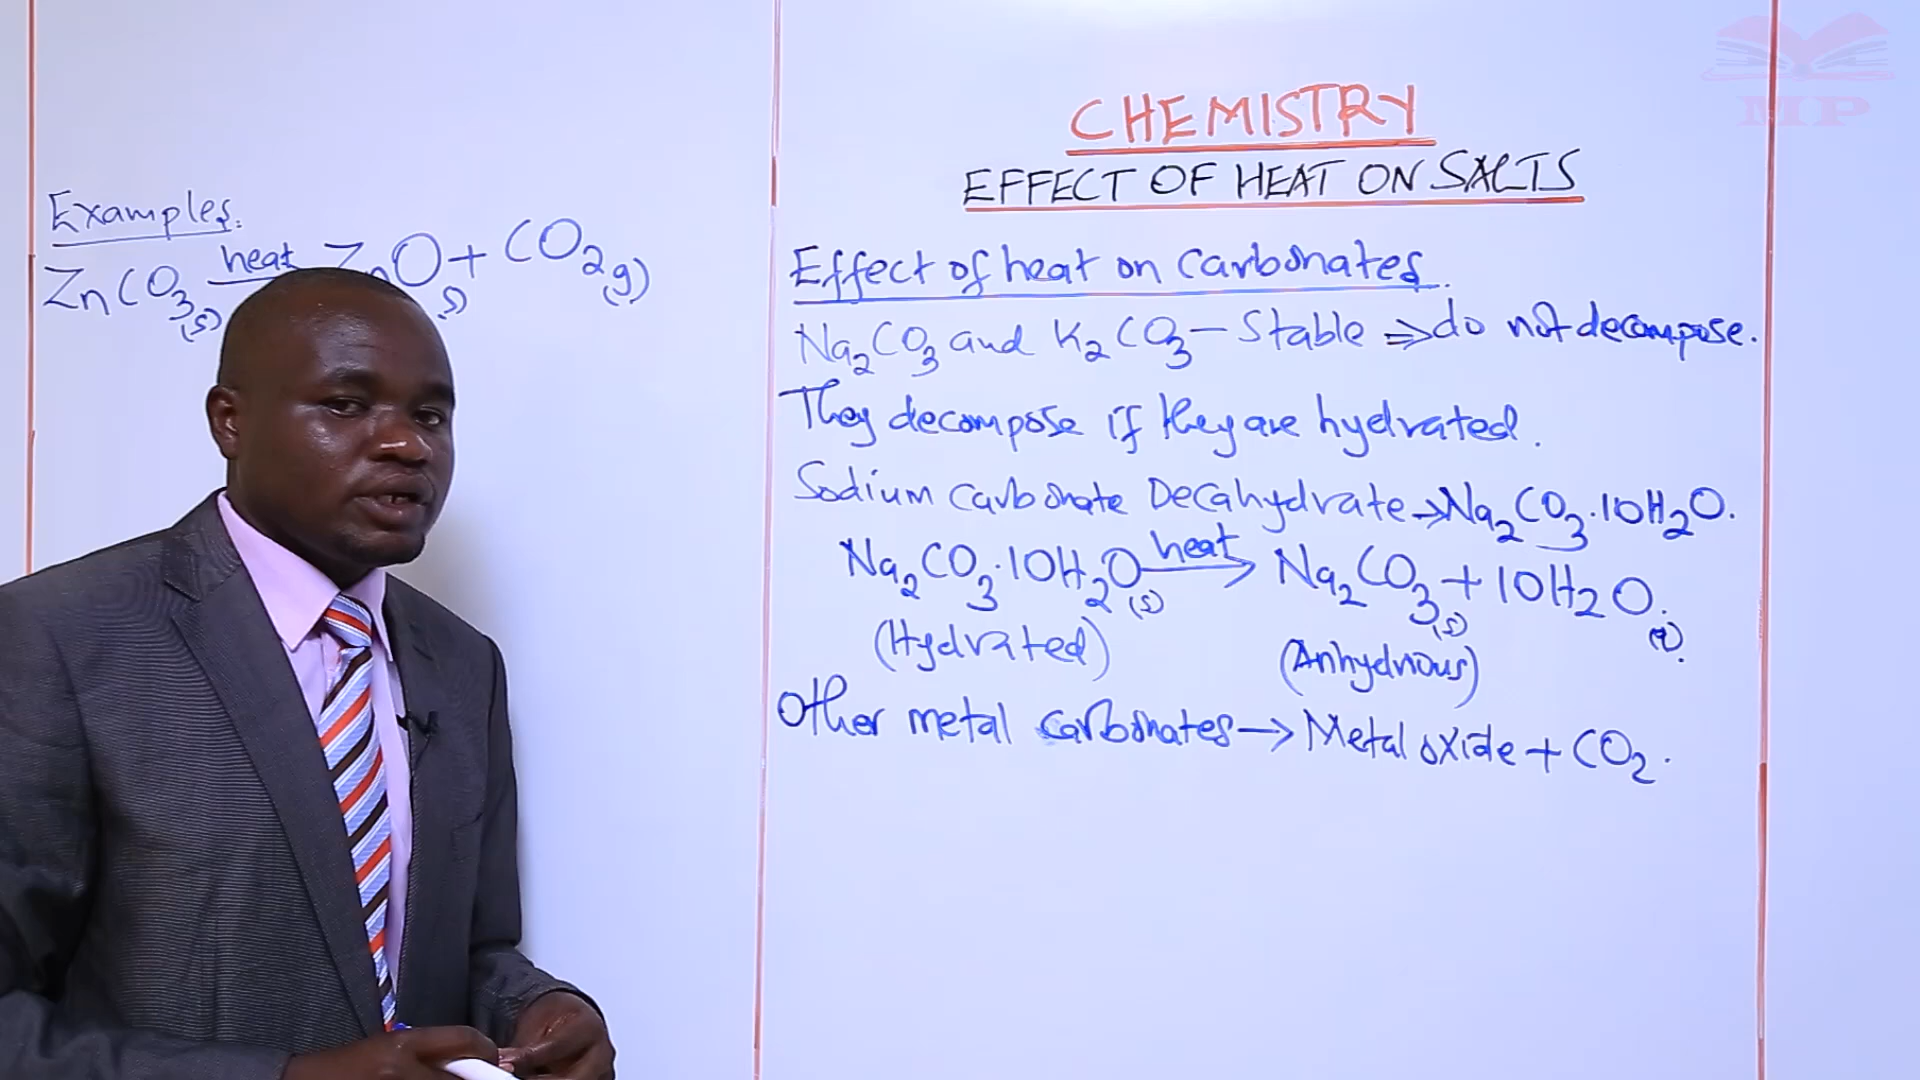 Examples:
ZnCO₃(s) heat ZnO(s) + CO₂(g)
MP
CHEMISTRY
EFFECT OF HEAT ON SALTS
Effect of heat on carbonates.
Na₂CO₃ and K₂CO₃ — Stable ⇒ do not decompose.
They decompose if they are hydrated.
Sodium carbonate Decahydrate → Na₂CO₃.10H₂O.
Na₂CO₃.10H₂O(s) heat → Na₂CO₃(s) + 10H₂O(l).
(Hydrated) (Anhydrous)
Other metal carbonates → Metal oxide + CO₂.